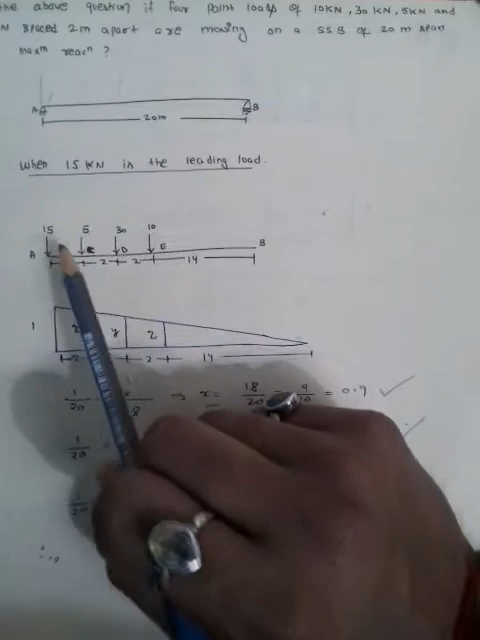 the above question if four point loads of 10KN, 30 KN, 5KN and
N spaced 2m apart are moving on a SSB of 20 m span
maxm reacn ?
A B
20m
When 15 KN is the leading load.
15 5 30 10
A D E B
2 2 14
1 y z
2 14
1/20 x = 18/20 = 9/10 = 0.9
1/20
∴